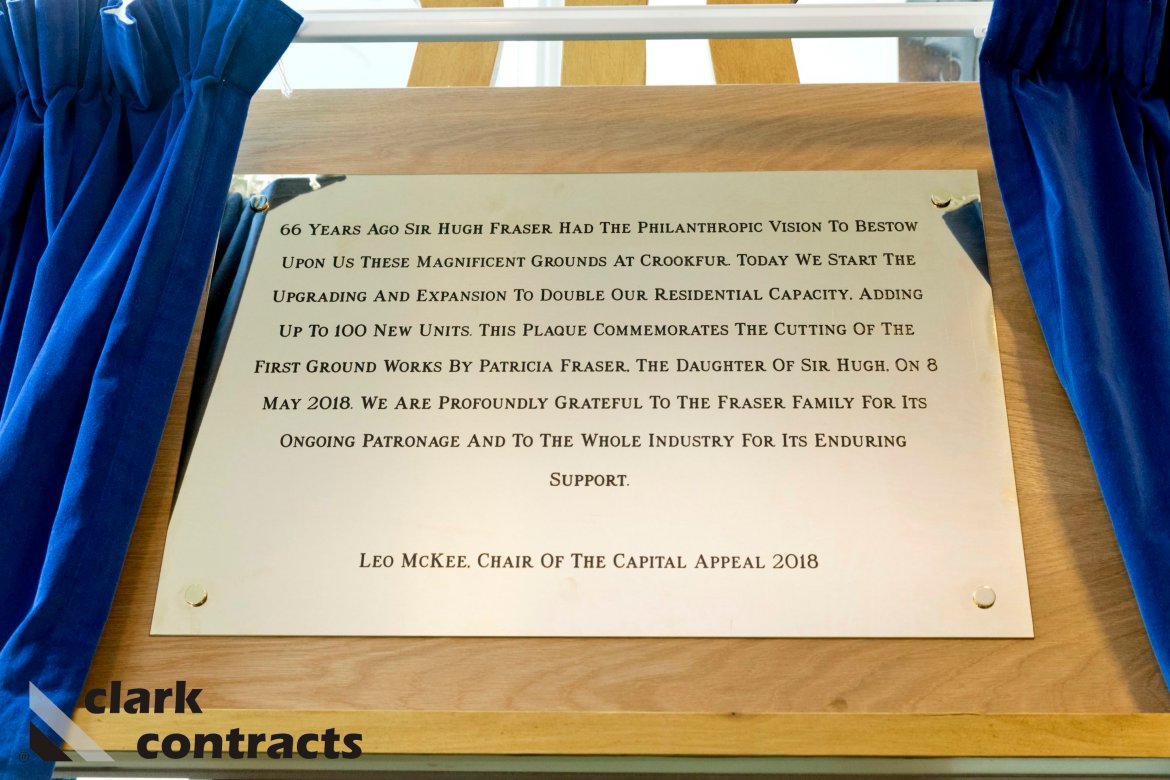 66 Years Ago Sir Hugh Fraser Had The Philanthropic Vision To Bestow
Upon Us These Magnificent Grounds At Crookfur. Today We Start The
Upgrading And Expansion To Double Our Residential Capacity, Adding
Up To 100 New Units. This Plaque Commemorates The Cutting Of The
First Ground Works By Patricia Fraser, The Daughter Of Sir Hugh, On 8
May 2018. We Are Profoundly Grateful To The Fraser Family For Its
Ongoing Patronage And To The Whole Industry For Its Enduring
Support.
Leo McKee, Chair Of The Capital Appeal 2018
clark
contracts
®